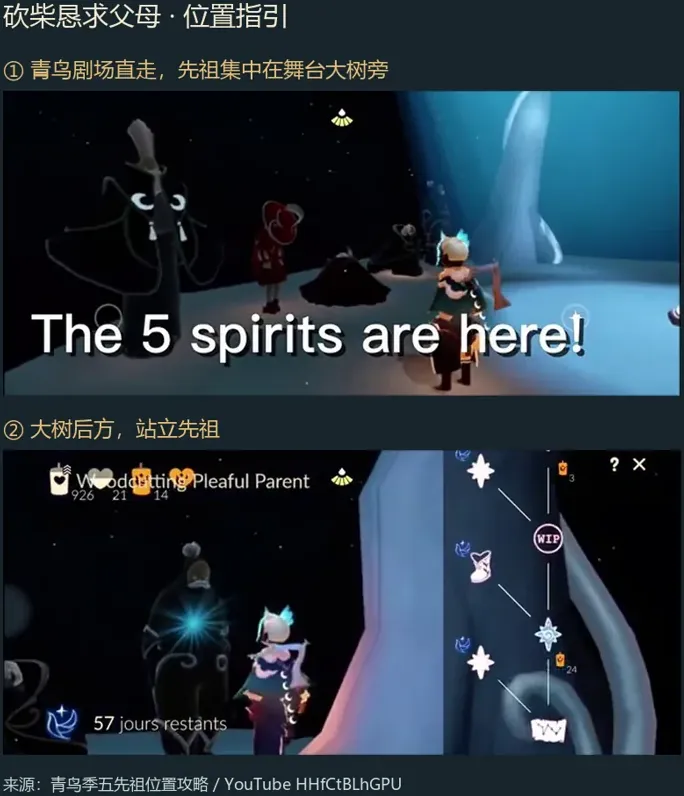 砍柴恳求父母 · 位置指引
① 青鸟剧场直走，先祖集中在舞台大树旁
The 5 spirits are here!
② 大树后方，站立先祖
Woodcutting Pleaful Parent
926 21 14
? ×
3
WIP
24
57 jours restants
来源：青鸟季五先祖位置攻略 / YouTube HHfCtBLhGPU